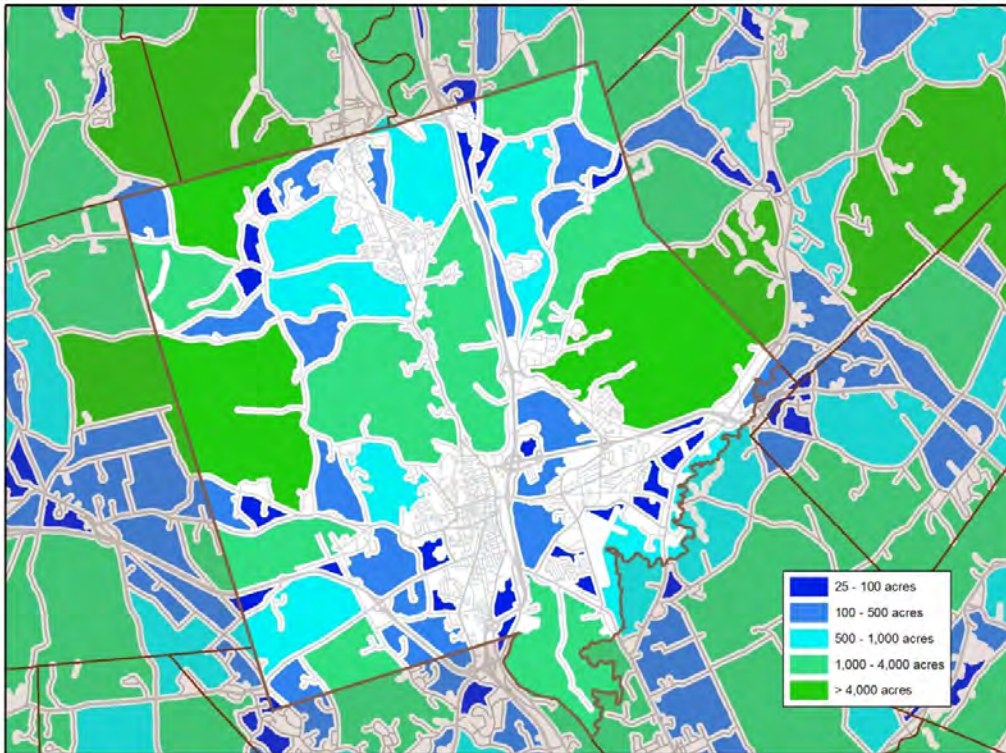 25 - 100 acres
100 - 500 acres
500 - 1,000 acres
1,000 - 4,000 acres
> 4,000 acres